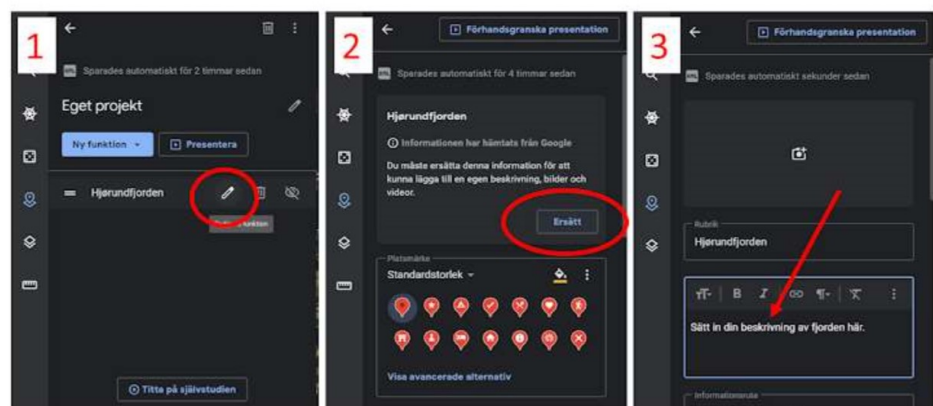 1
Sparades automatiskt för 2 timmar sedan
Eget projekt
Ny funktion
Presentera
Hjørundfjorden
funktion
Titta på självstudien
2
Förhandsgranska presentation
Sparades automatiskt för 4 timmar sedan
Hjørundfjorden
Informationen har hämtats från Google
Du måste ersätta denna information för att
kunna lägga till en egen beskrivning, bilder och
videor.
Ersätt
Platsmärke
Standardstorlek
Visa avancerade alternativ
3
Förhandsgranska presentation
Sparades automatiskt sekunder sedan
Rubrik
Hjørundfjorden
B I
Sätt in din beskrivning av fjorden här.
Informationsruta